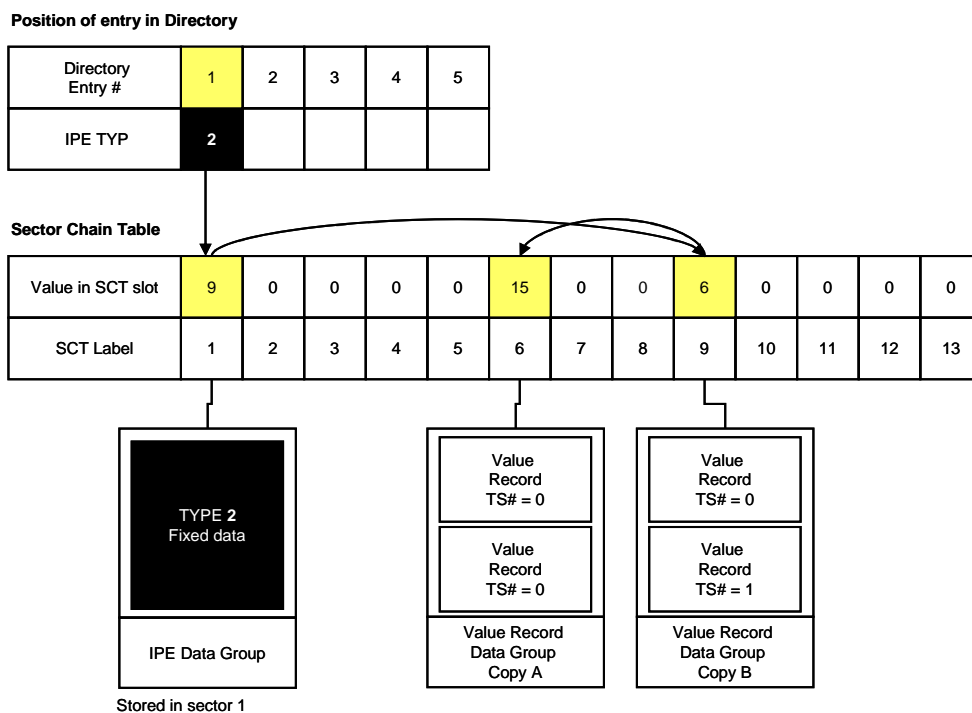 Position of entry in Directory
Directory
Entry #
1 2 3 4 5
IPE TYP 2
Sector Chain Table
Value in SCT slot 9 0 0 0 0 15 0 0 6 0 0 0 0
SCT Label 1 2 3 4 5 6 7 8 9 10 11 12 13
TYPE 2
Fixed data
IPE Data Group
Stored in sector 1
Value
Record
TS# = 0
Value
Record
TS# = 0
Value Record
Data Group
Copy A
Value
Record
TS# = 0
Value
Record
TS# = 1
Value Record
Data Group
Copy B